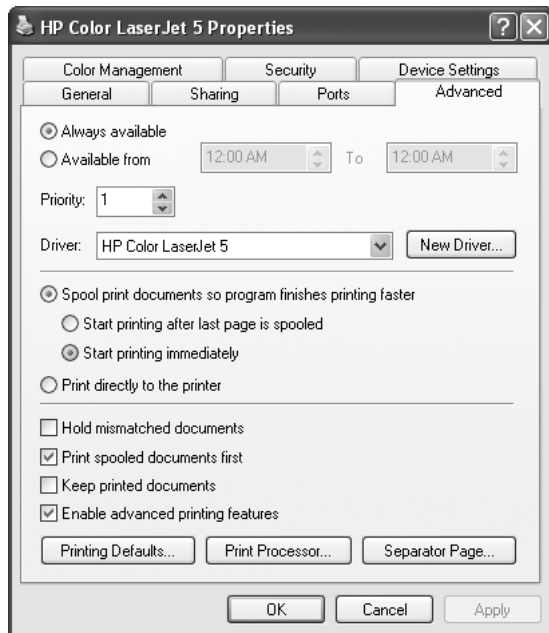 HP Color LaserJet 5 Properties
Color Management Security Device Settings
General Sharing Ports Advanced
Always available
Available from 12:00 AM To 12:00 AM
Priority: 1
Driver: HP Color LaserJet 5 New Driver...
Spool print documents so program finishes printing faster
Start printing after last page is spooled
Start printing immediately
Print directly to the printer
Hold mismatched documents
Print spooled documents first
Keep printed documents
Enable advanced printing features
Printing Defaults... Print Processor... Separator Page...
OK Cancel Apply